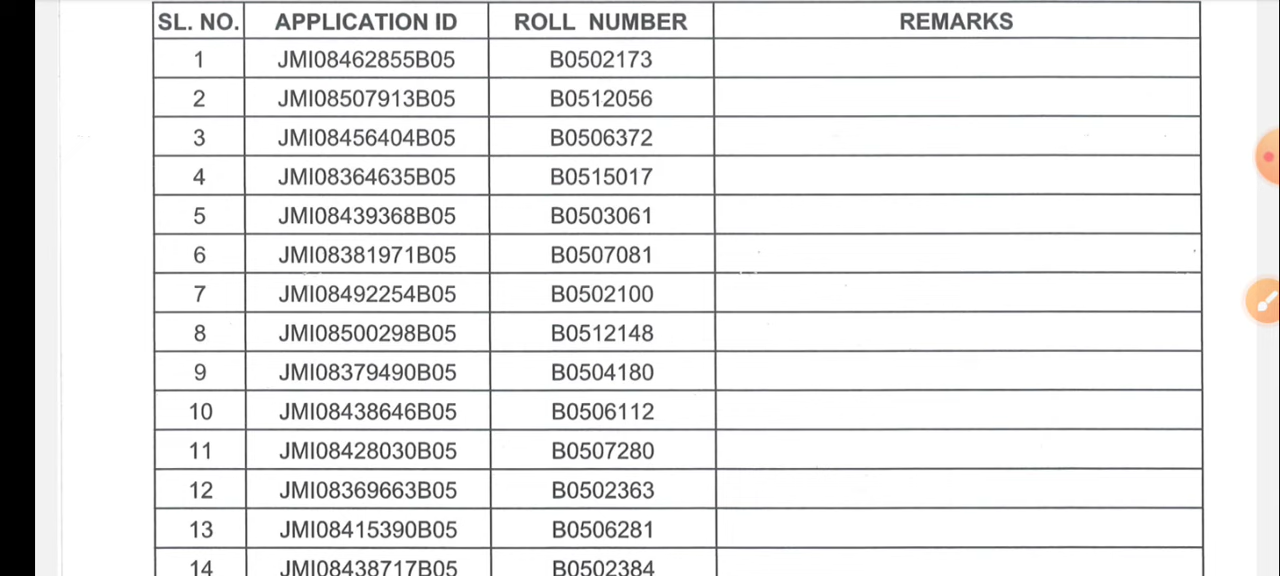 SL. NO. APPLICATION ID ROLL NUMBER REMARKS
1 JMI08462855B05 B0502173
2 JMI08507913B05 B0512056
3 JMI08456404B05 B0506372
4 JMI08364635B05 B0515017
5 JMI08439368B05 B0503061
6 JMI08381971B05 B0507081
7 JMI08492254B05 B0502100
8 JMI08500298B05 B0512148
9 JMI08379490B05 B0504180
10 JMI08438646B05 B0506112
11 JMI08428030B05 B0507280
12 JMI08369663B05 B0502363
13 JMI08415390B05 B0506281
14 JMI08438717B05 B0502384